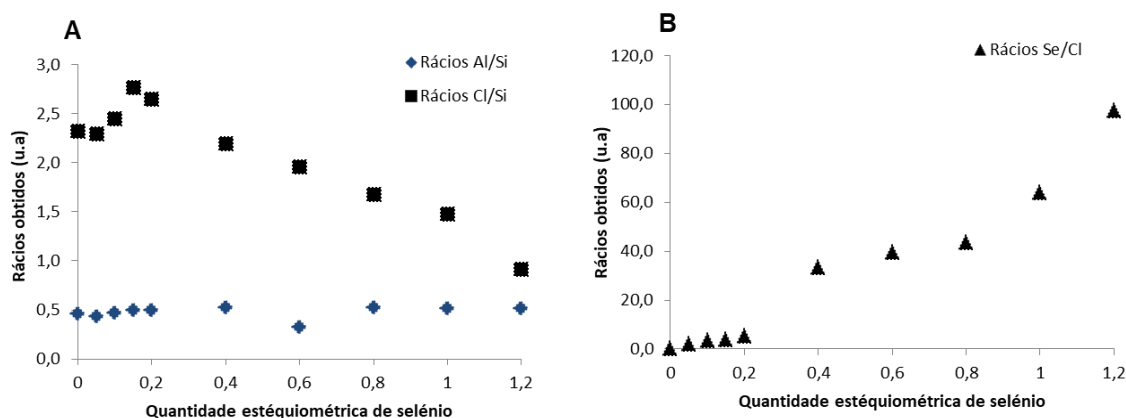 A
Rácios obtidos (u.a)
3,0
2,5
2,0
1,5
1,0
0,5
0,0
Rácios Al/Si
Rácios Cl/Si
0 0,2 0,4 0,6 0,8 1 1,2
Quantidade estéquiométrica de selénio
B
Rácios obtidos (u.a)
120,0
100,0
80,0
60,0
40,0
20,0
0,0
Rácios Se/Cl
0 0,2 0,4 0,6 0,8 1 1,2
Quantidade estéquiométrica de selénio